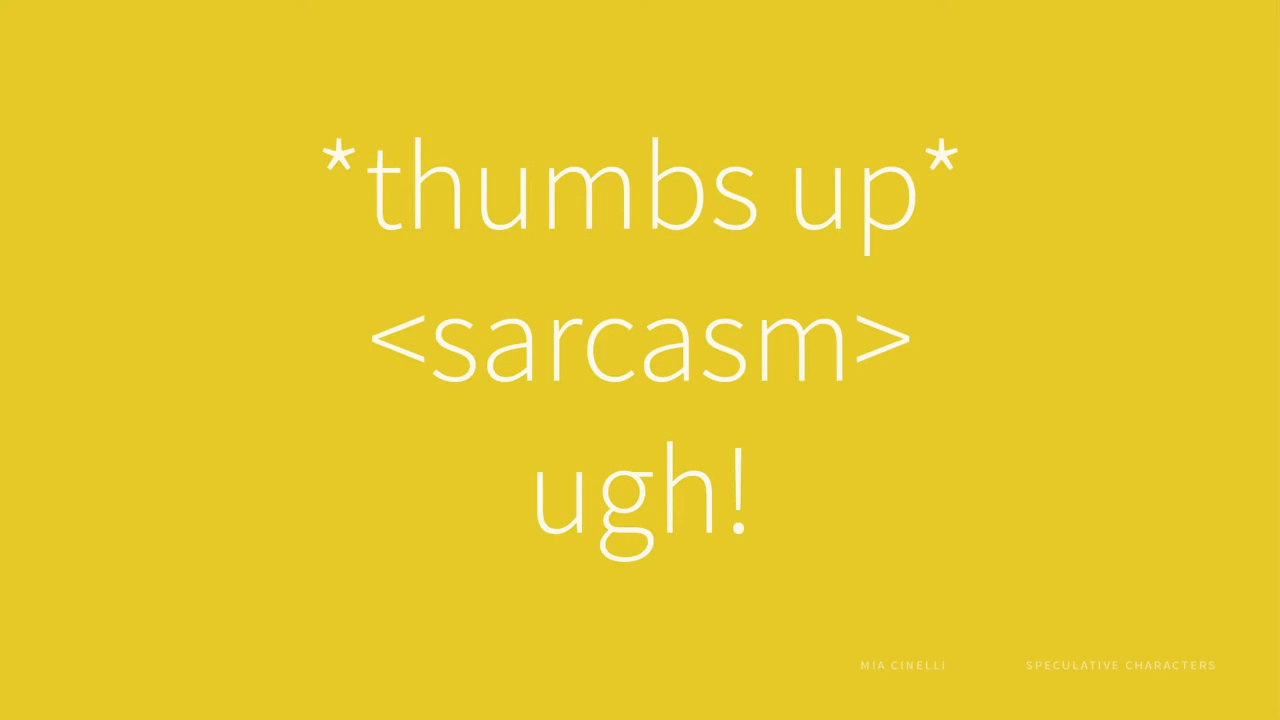 *thumbs up*
<sarcasm>
ugh!
MIA CINELLI
SPECULATIVE CHARACTERS